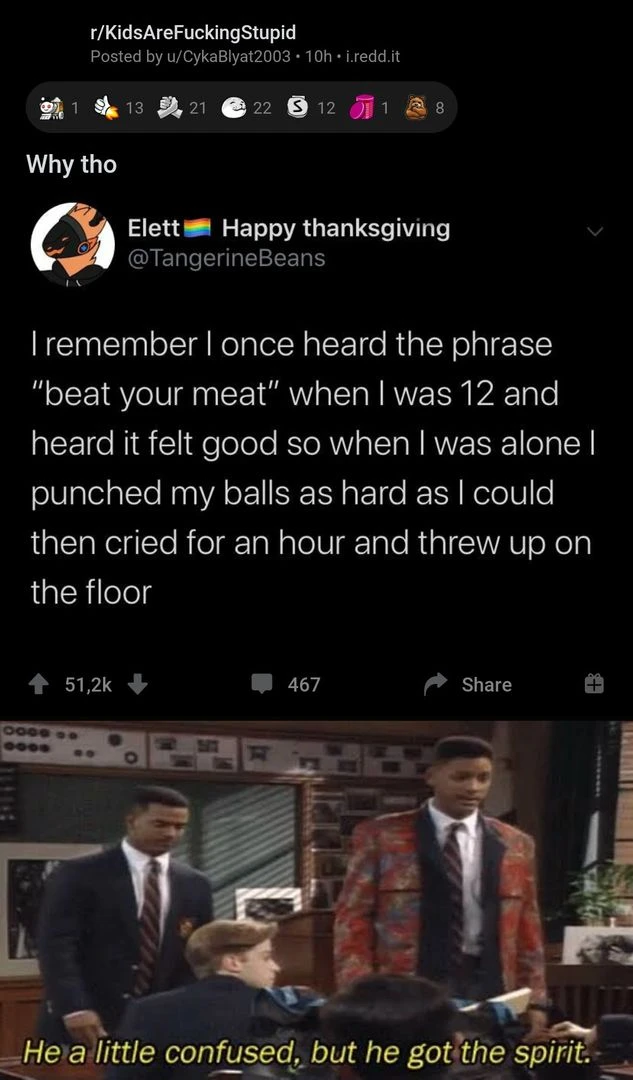 r/KidsAreFuckingStupid
Posted by u/CykaBlyat2003 • 10h • i.redd.it
1 13 21 22 S 12 1 8
Why tho
Elett🏳️‍🌈 Happy thanksgiving
@TangerineBeans
I remember I once heard the phrase
"beat your meat" when I was 12 and
heard it felt good so when I was alone I
punched my balls as hard as I could
then cried for an hour and threw up on
the floor
51,2k
467
Share
He a little confused, but he got the spirit.